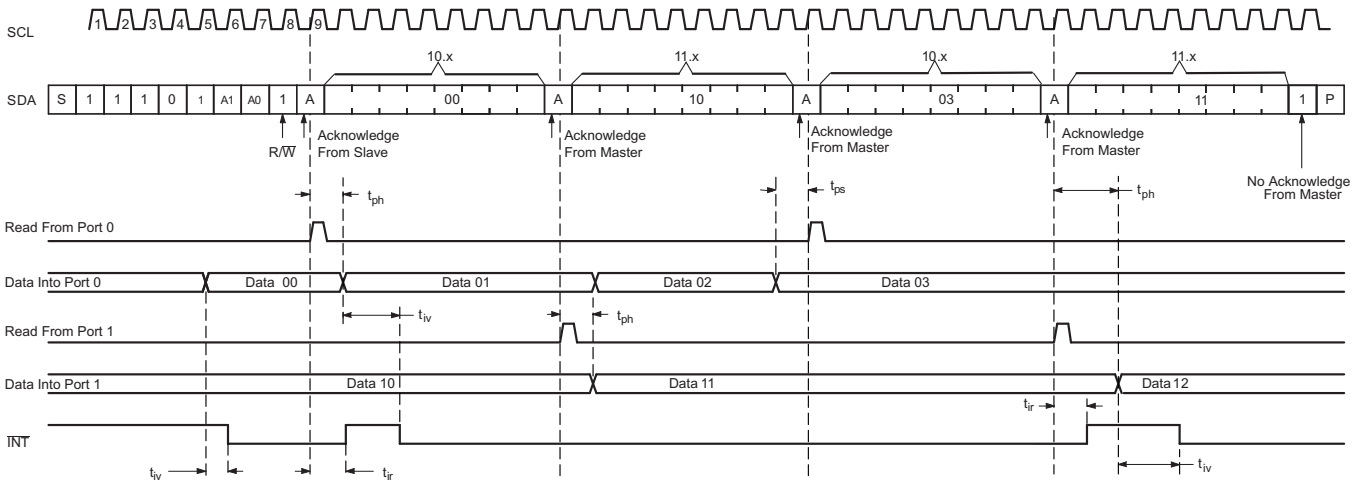 SCL 1 2 3 4 5 6 7 8 9
10.x 11.x 10.x 11.x
SDA S 1 1 1 0 1 A1 A0 1 A 00 A 10 A 03 A 11 1 P
R/W̅
Acknowledge
From Slave
Acknowledge
From Master
Acknowledge
From Master
Acknowledge
From Master
No Acknowledge
From Master
tph
tps
tph
Read From Port 0
Data Into Port 0 Data 00 Data 01 Data 02 Data 03
tiv
tph
Read From Port 1
Data Into Port 1 Data 10 Data 11 Data 12
tir
I̅N̅T̅
tiv
tir
tiv